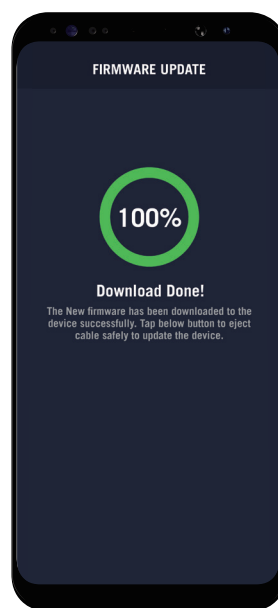 FIRMWARE UPDATE
100%
Download Done!
The New firmware has been downloaded to the
device successfully. Tap below button to eject
cable safely to update the device.